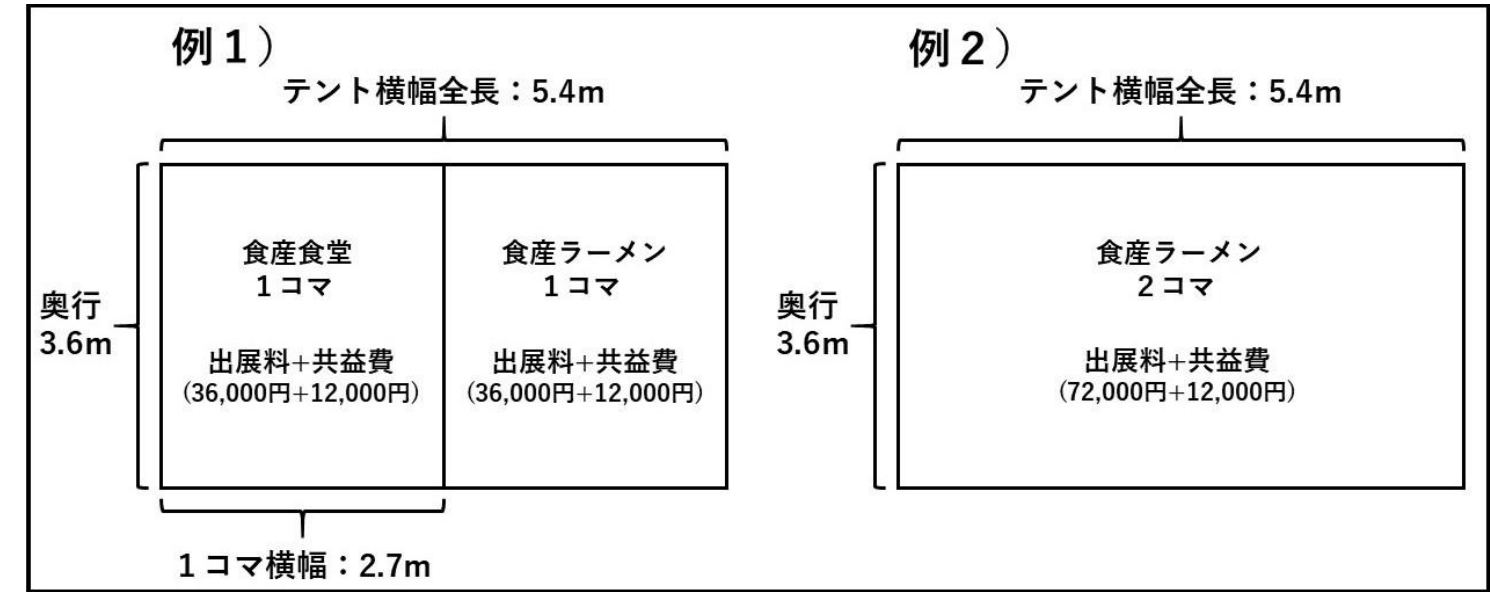 例１）
テント横幅全長：5.4m
奥行
3.6m
食産食堂
１コマ
出展料+共益費
(36,000円+12,000円)
食産ラーメン
１コマ
出展料+共益費
(36,000円+12,000円)
１コマ横幅：2.7m
例２）
テント横幅全長：5.4m
奥行
3.6m
食産ラーメン
２コマ
出展料+共益費
(72,000円+12,000円)